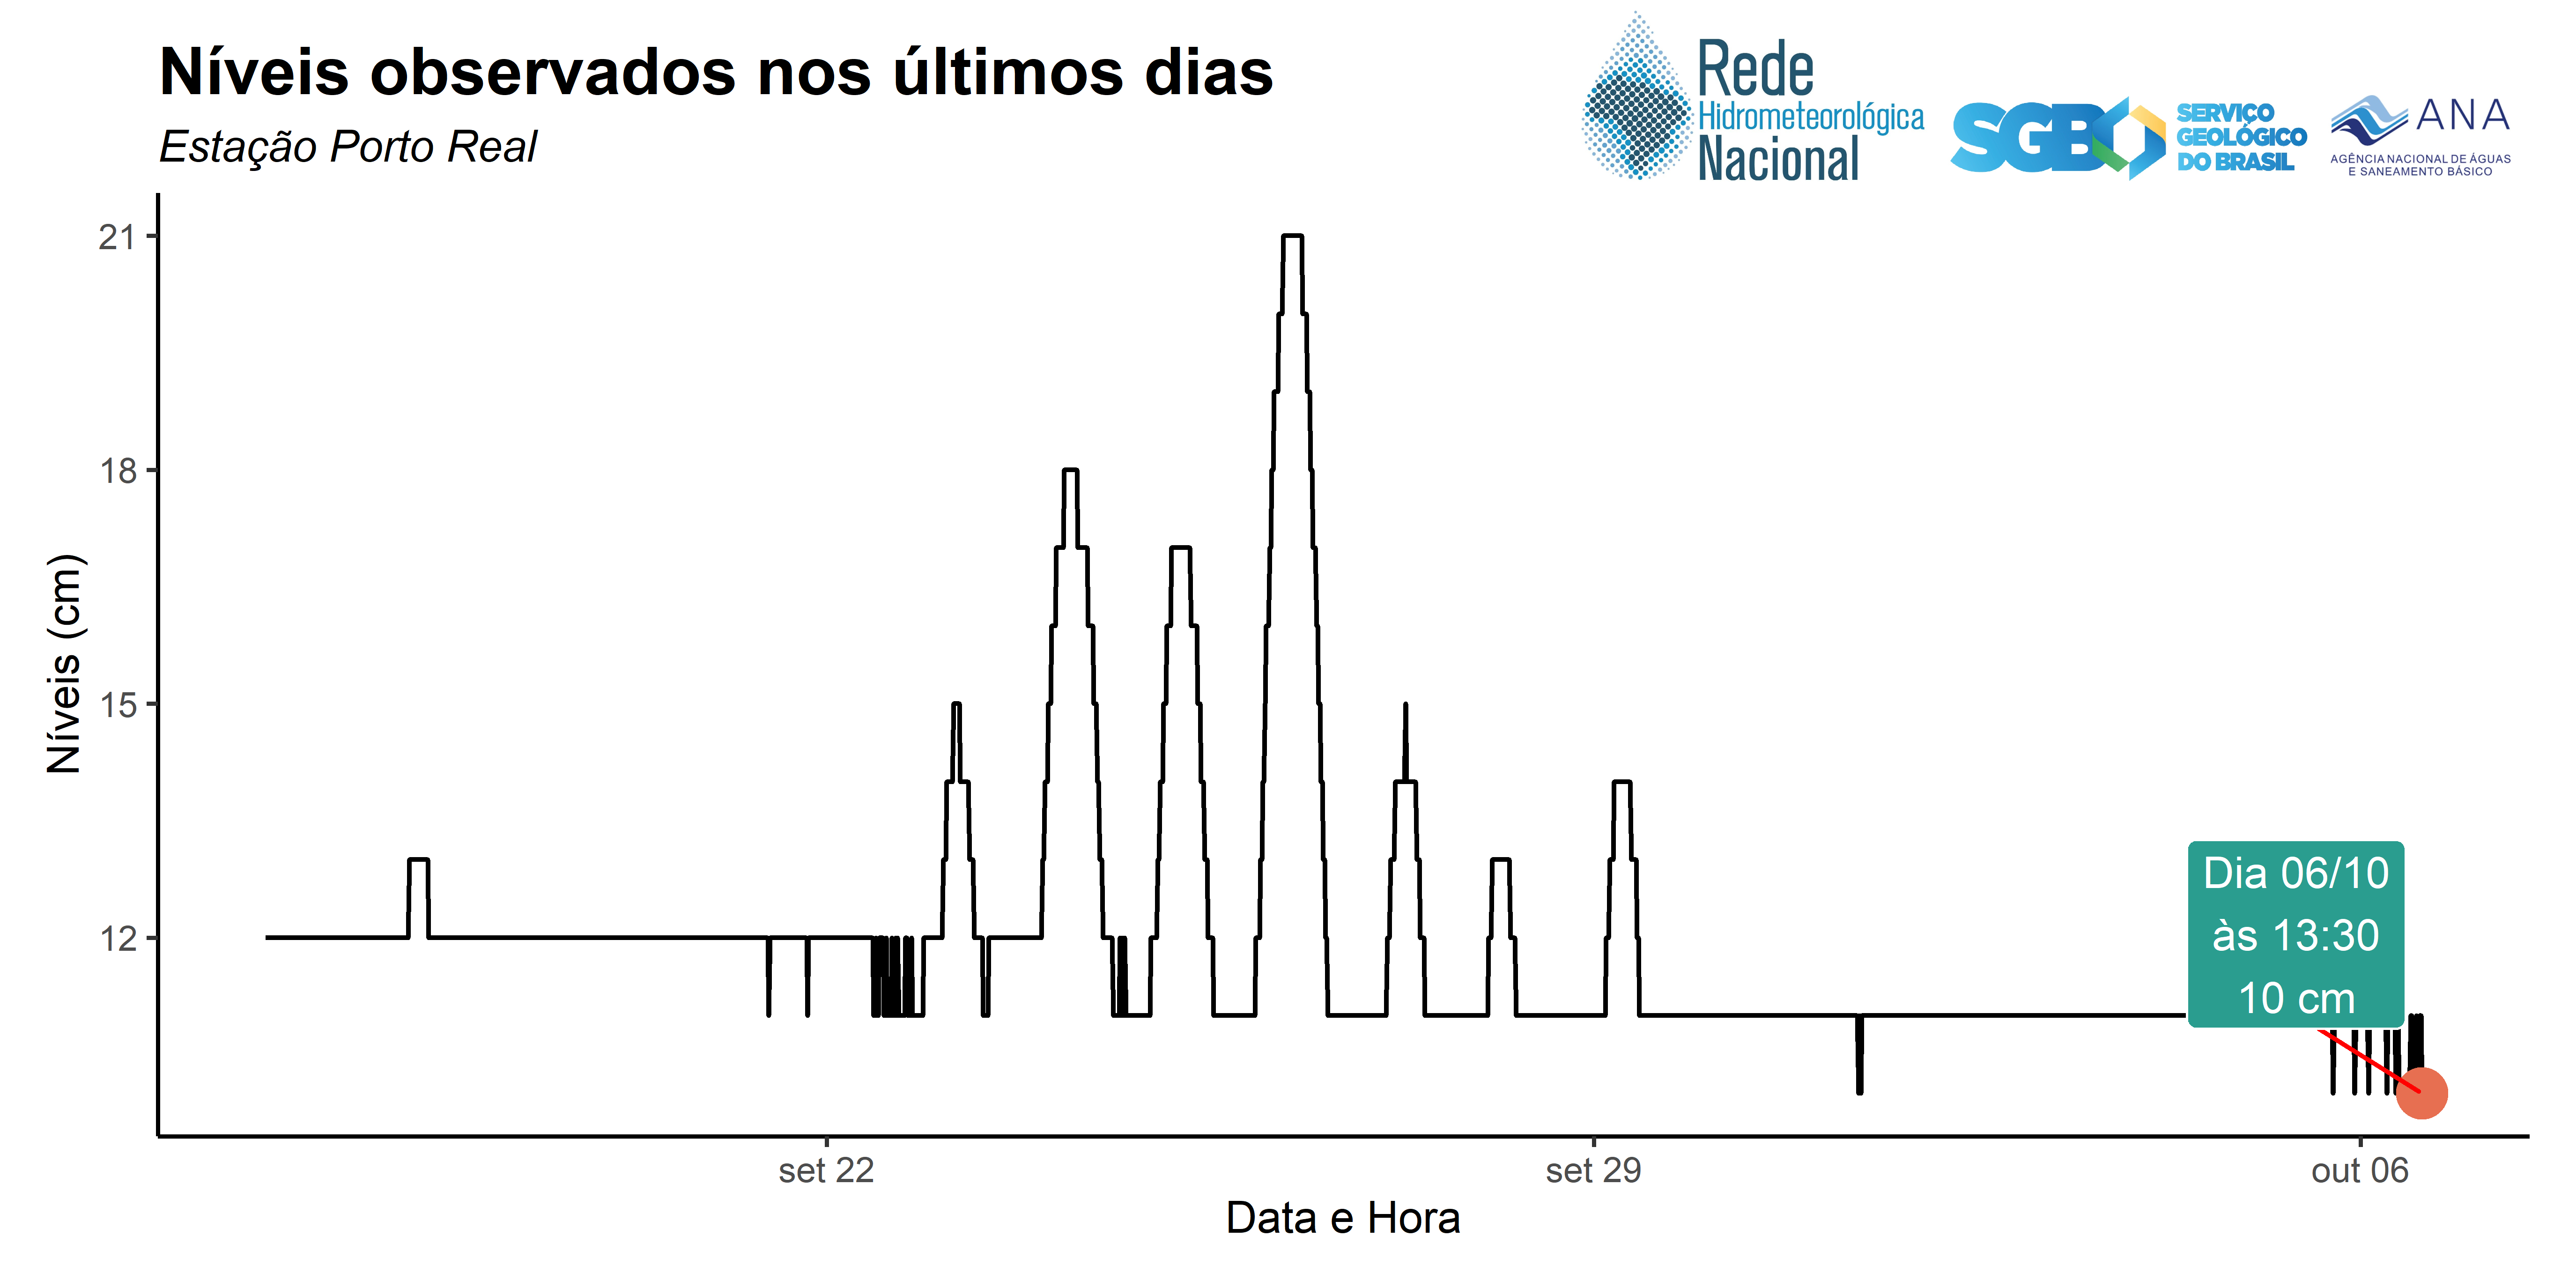 Níveis observados nos últimos dias
Estação Porto Real
Rede
Hidrometeorológica
Nacional
SGB
SERVIÇO
GEOLÓGICO
DO BRASIL
ANA
AGÊNCIA NACIONAL DE ÁGUAS
E SANEAMENTO BÁSICO
Níveis (cm)
21
18
15
12
Dia 06/10
às 13:30
10 cm
set 22
set 29
out 06
Data e Hora